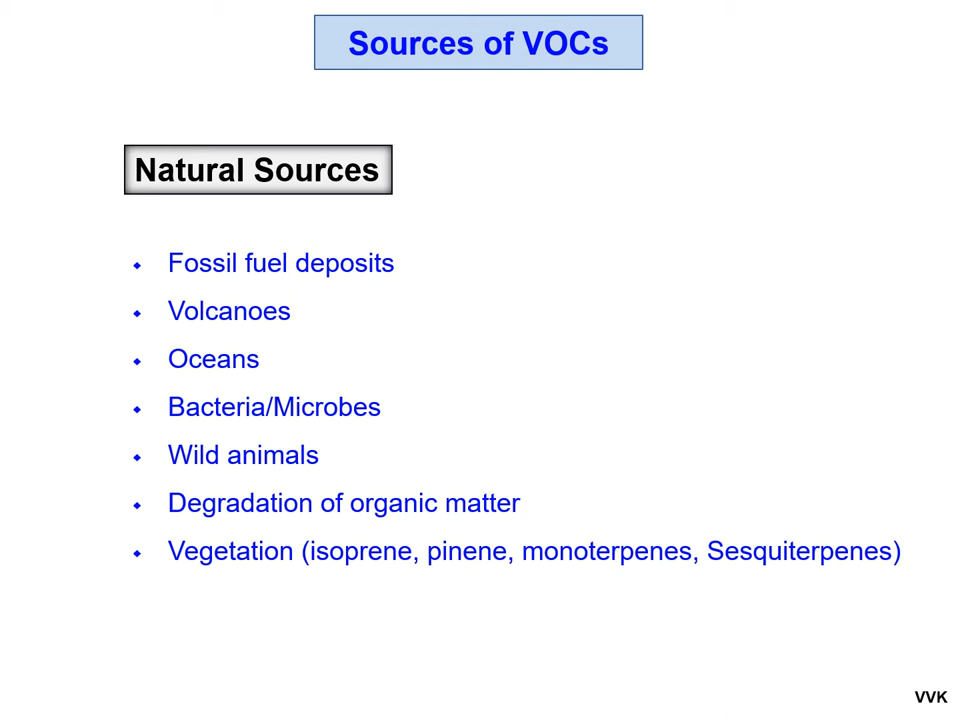 Sources of VOCs
Natural Sources
Fossil fuel deposits
Volcanoes
Oceans
Bacteria/Microbes
Wild animals
Degradation of organic matter
Vegetation (isoprene, pinene, monoterpenes, Sesquiterpenes)
VVK